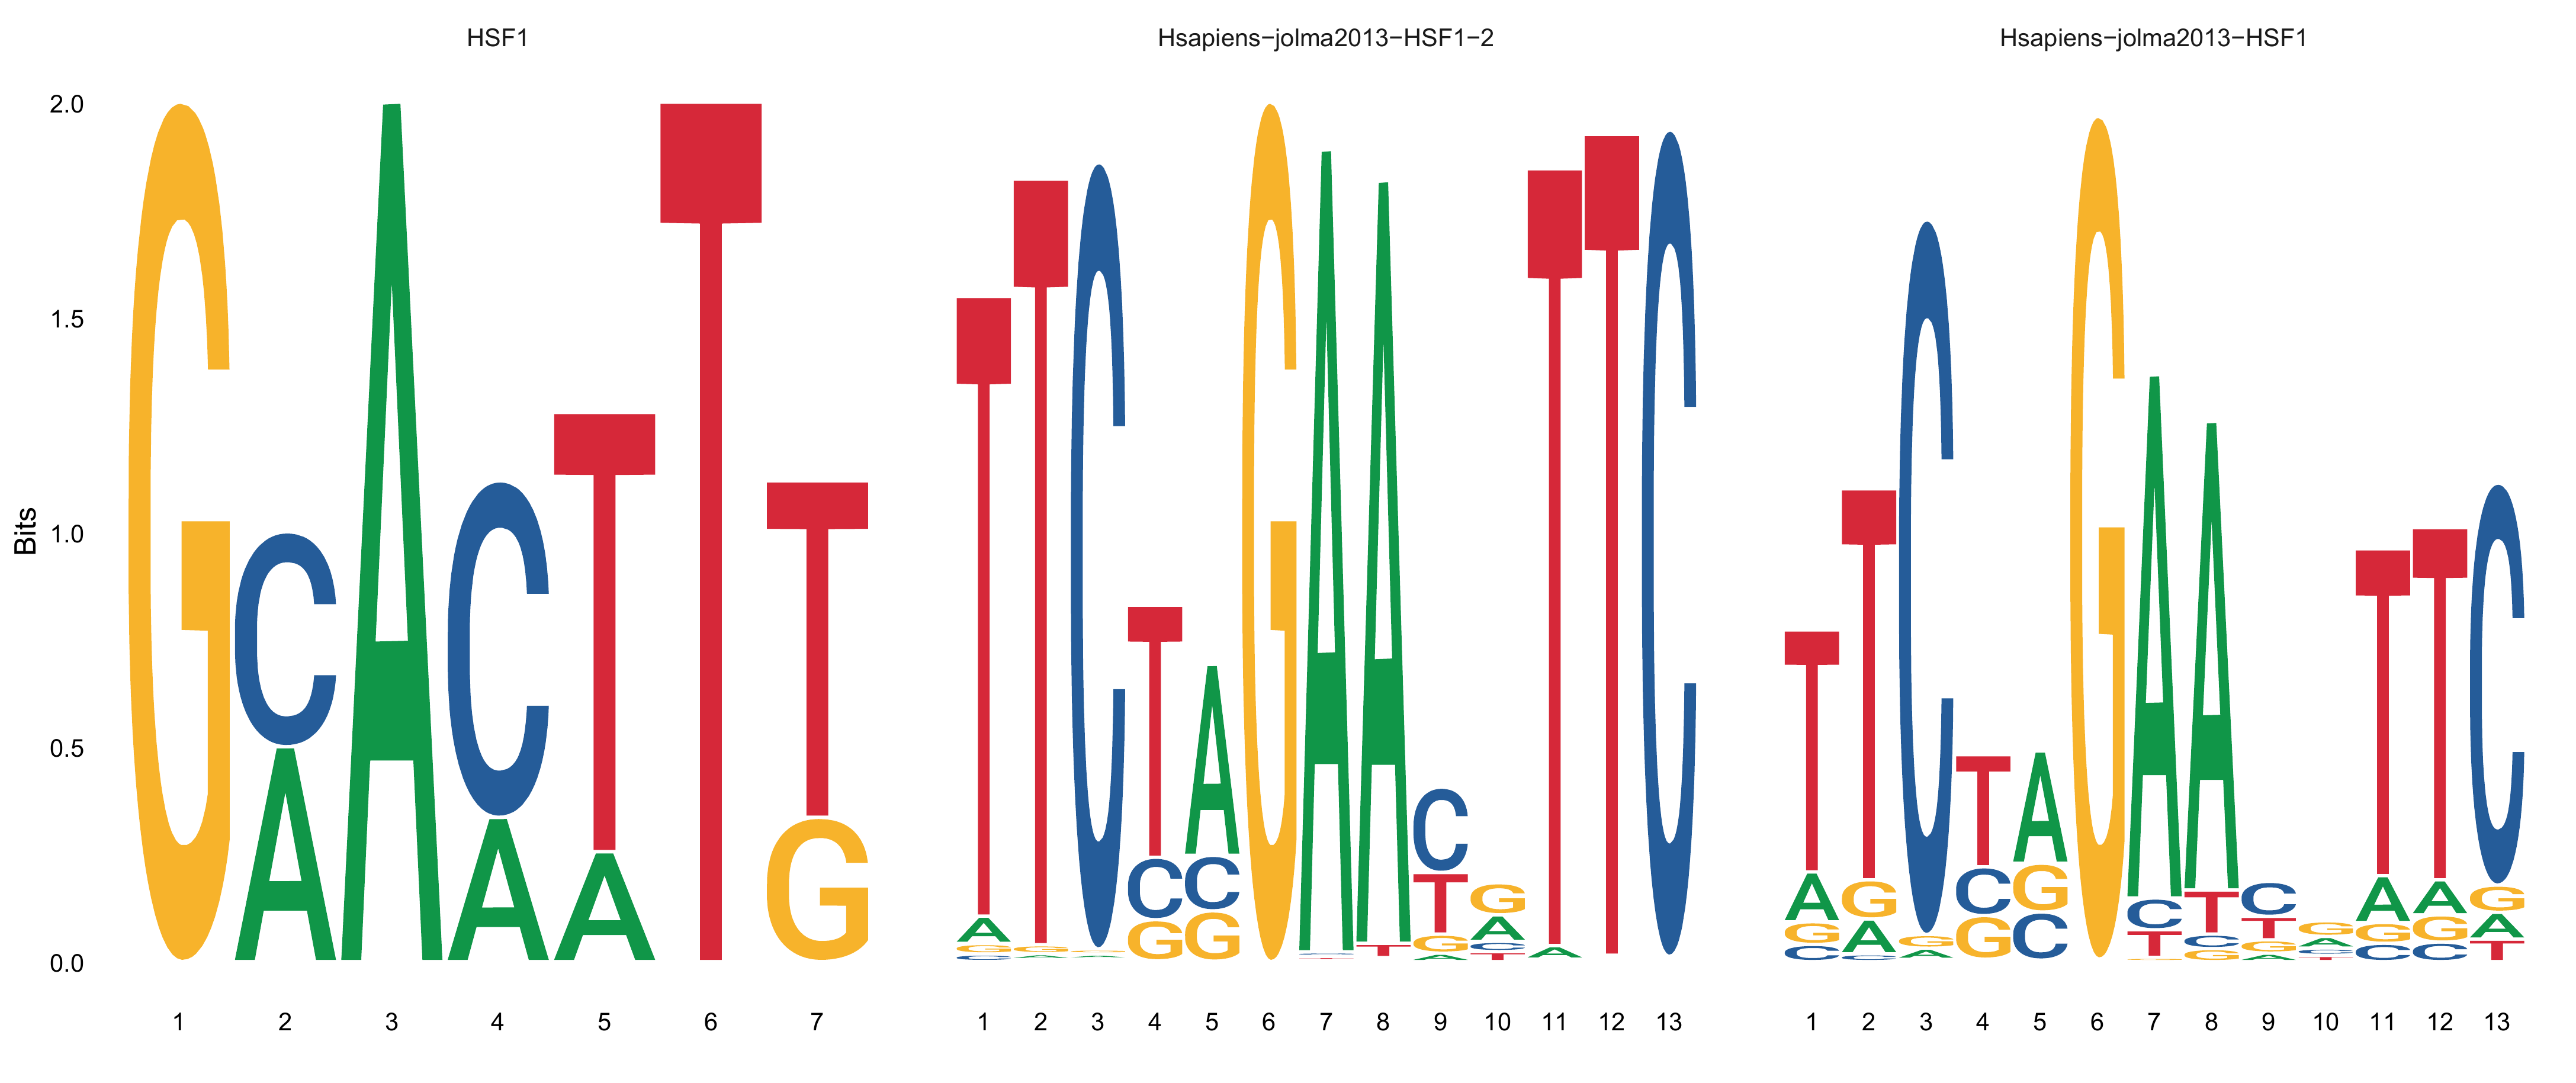 HSF1 Hsapiens−jolma2013−HSF1−2 Hsapiens−jolma2013−HSF1
2.0
1.5
1.0
0.5
0.0
Bits
G C A A C A T A T T G
T A G C T G A C A T C G A C G G A A T C T G A G A C T T A T C
T A G C T G A C C G A T C G A G C G A C T A T C G C T G A G A C T T A G C T A G C C G A T
1 2 3 4 5 6 7 1 2 3 4 5 6 7 8 9 10 11 12 13 1 2 3 4 5 6 7 8 9 10 11 12 13